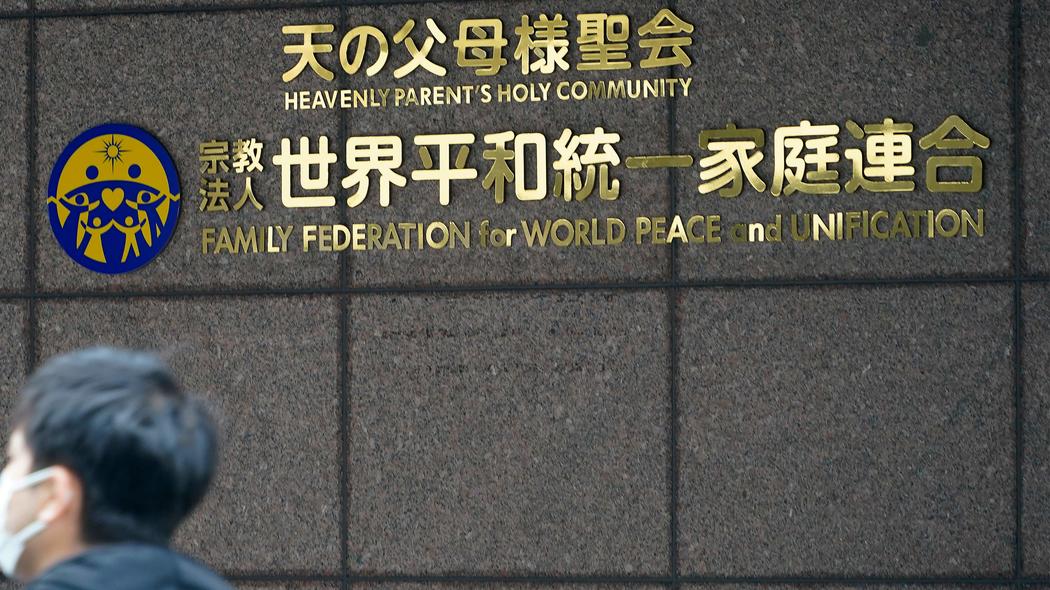 天の父母様聖会
HEAVENLY PARENT'S HOLY COMMUNITY
宗教
法人
世界平和統一家庭連合
FAMILY FEDERATION for WORLD PEACE and UNIFICATION